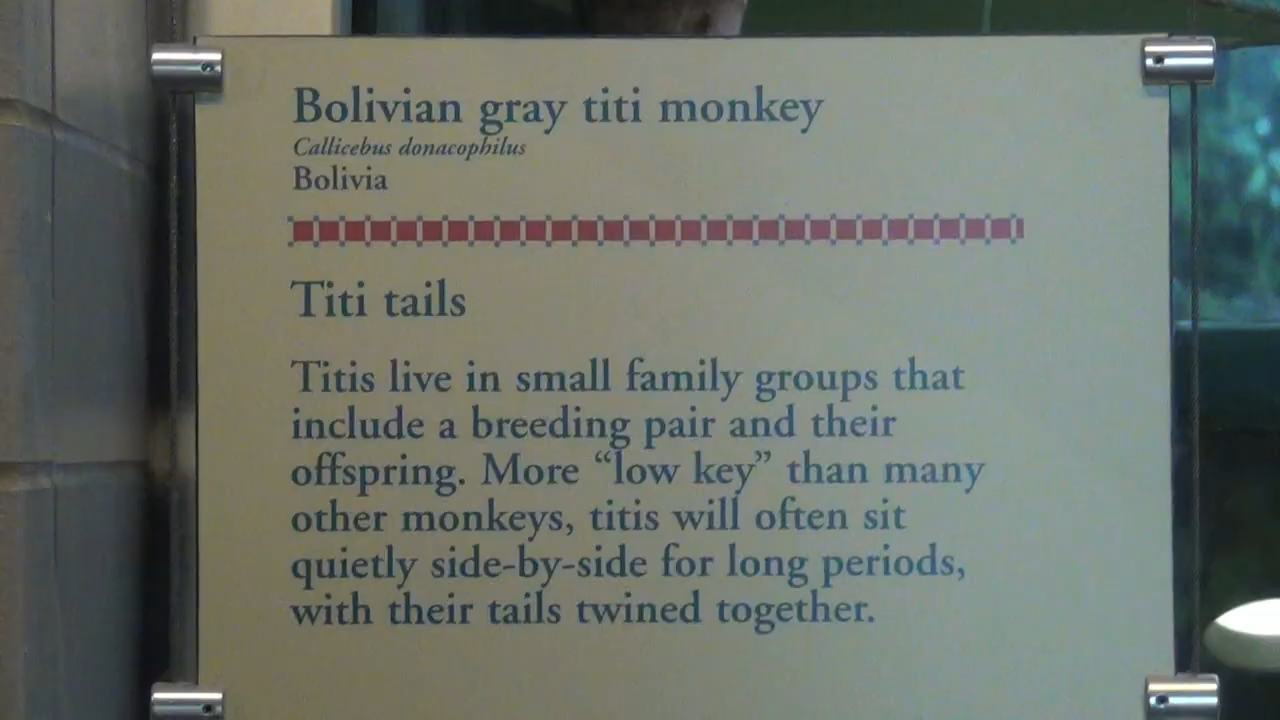 Bolivian gray titi monkey
Callicebus donacophilus
Bolivia
Titi tails
Titis live in small family groups that
include a breeding pair and their
offspring. More “low key” than many
other monkeys, titis will often sit
quietly side-by-side for long periods,
with their tails twined together.